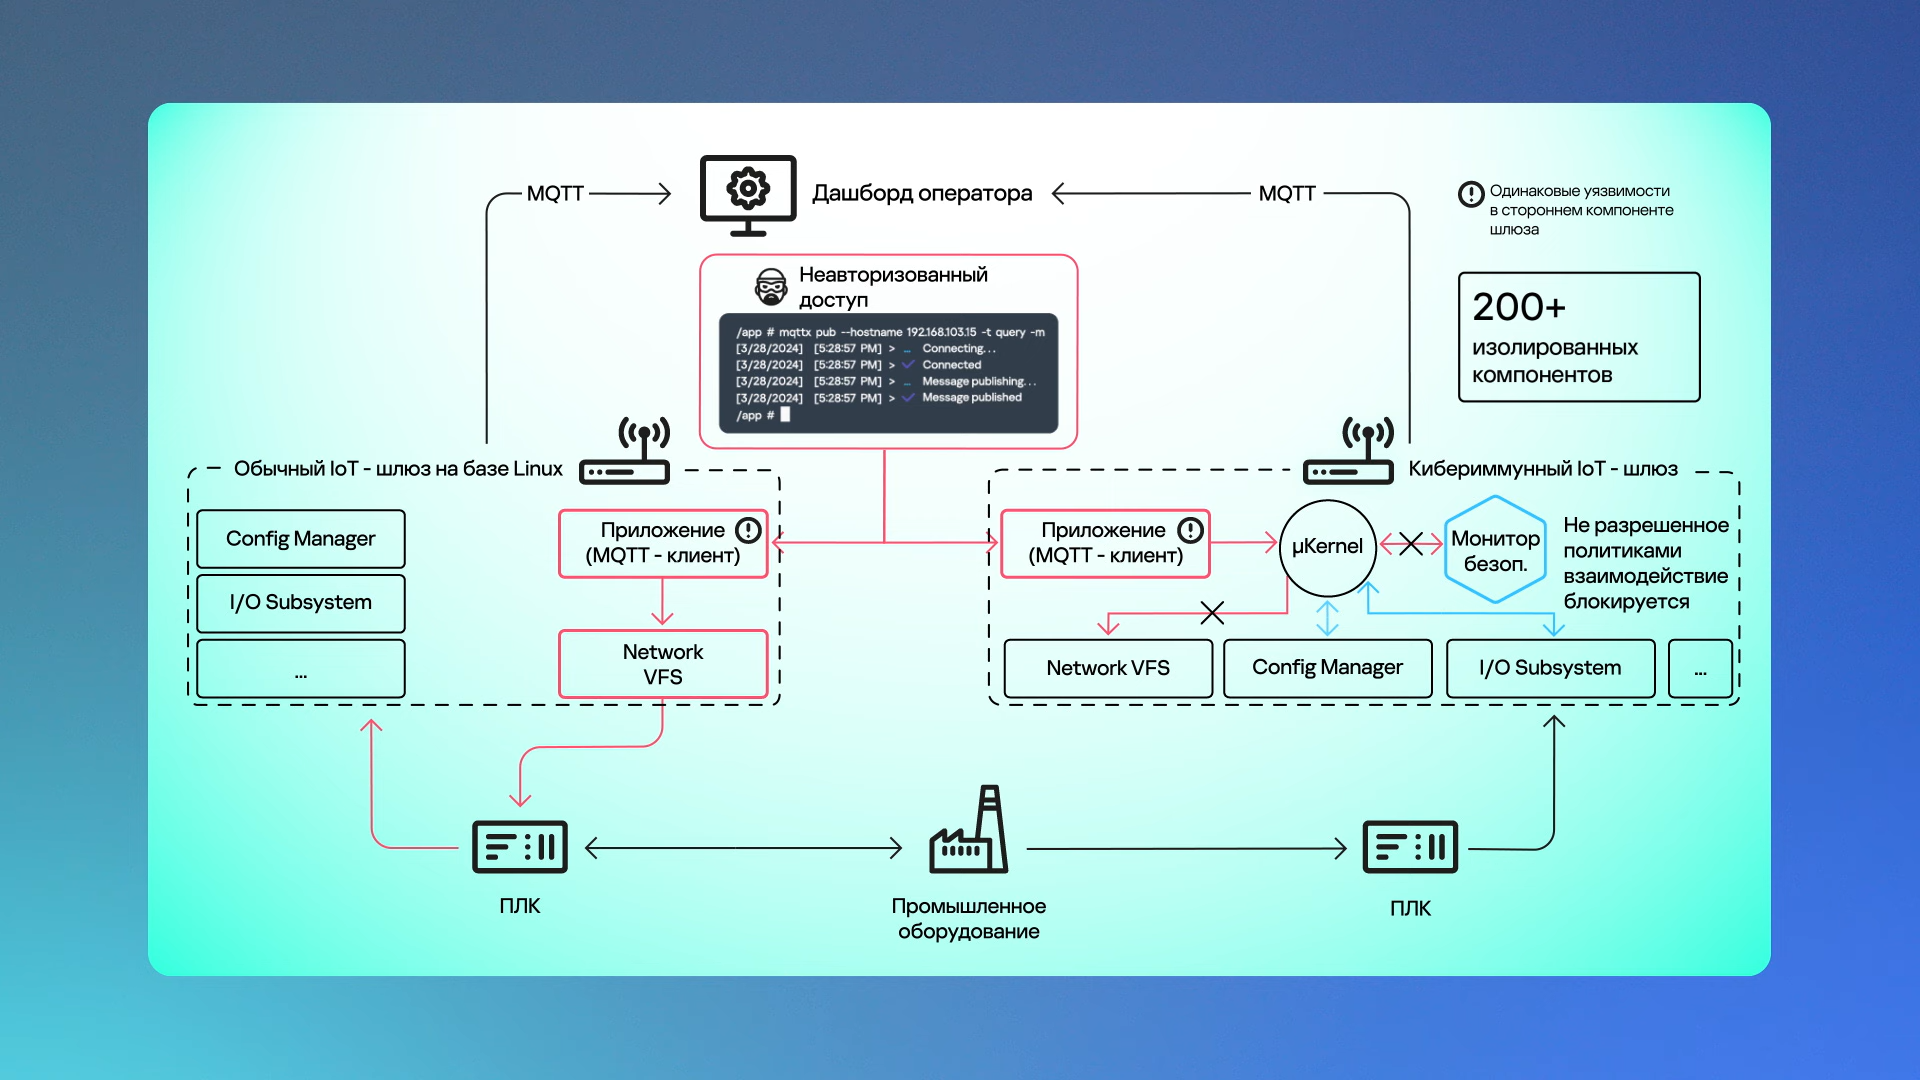 MQTT
Дашборд оператора
MQTT
Одинаковые уязвимости
в стороннем компоненте
шлюза
200+
изолированных
компонентов
Неавторизованный
доступ
/app # mqttx pub --hostname 192.168.103.15 -t query -m
[3/28/2024] [5:28:57 PM] > … Connecting...
[3/28/2024] [5:28:57 PM] > ✓ Connected
[3/28/2024] [5:28:57 PM] > … Message publishing...
[3/28/2024] [5:28:57 PM] > ✓ Message published
/app #
Обычный IoT - шлюз на базе Linux
Config Manager
I/O Subsystem
...
Приложение
(MQTT - клиент)
Network
VFS
Кибериммунный IoT - шлюз
Приложение
(MQTT - клиент)
µKernel
Монитор
безоп.
Не разрешенное
политиками
взаимодействие
блокируется
Network VFS
Config Manager
I/O Subsystem
...
ПЛК
Промышленное
оборудование
ПЛК